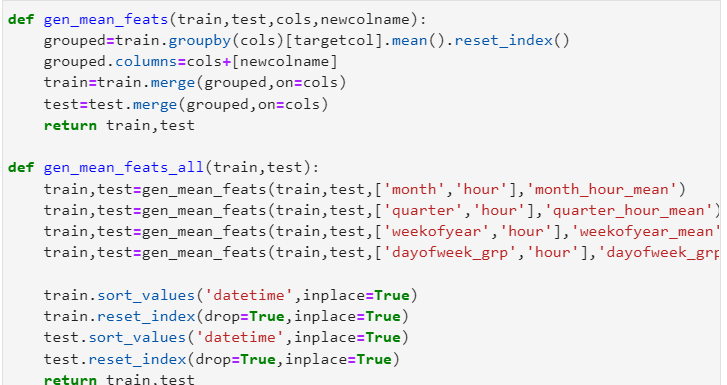 def gen_mean_feats(train,test,cols,newcolname):
    grouped=train.groupby(cols)[targetcol].mean().reset_index()
    grouped.columns=cols+[newcolname]
    train=train.merge(grouped,on=cols)
    test=test.merge(grouped,on=cols)
    return train,test

def gen_mean_feats_all(train,test):
    train,test=gen_mean_feats(train,test,['month','hour'],'month_hour_mean')
    train,test=gen_mean_feats(train,test,['quarter','hour'],'quarter_hour_mean')
    train,test=gen_mean_feats(train,test,['weekofyear','hour'],'weekofyear_mean'
    train,test=gen_mean_feats(train,test,['dayofweek_grp','hour'],'dayofweek_grp

    train.sort_values('datetime',inplace=True)
    train.reset_index(drop=True,inplace=True)
    test.sort_values('datetime',inplace=True)
    test.reset_index(drop=True,inplace=True)
    return train,test